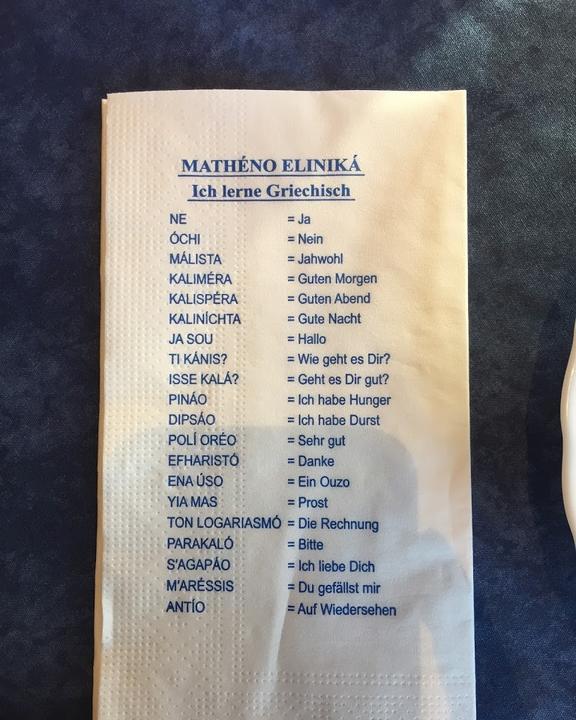 MATHÉNO ELINIKÁ
Ich lerne Griechisch
NE = Ja
ÓCHI = Nein
MÁLISTA = Jahwohl
KALIMÉRA = Guten Morgen
KALISPÉRA = Guten Abend
KALINÍCHTA = Gute Nacht
JA SOU = Hallo
TI KÁNIS? = Wie geht es Dir?
ISSE KALÁ? = Geht es Dir gut?
PINÁO = Ich habe Hunger
DIPSÁO = Ich habe Durst
POLÍ ORÉO = Sehr gut
EFHARISTÓ = Danke
ENA ÚSO = Ein Ouzo
YIA MAS = Prost
TON LOGARIASMÓ = Die Rechnung
PARAKALÓ = Bitte
S'AGAPÁO = Ich liebe Dich
M'ARÉSSIS = Du gefällst mir
ANTÍO = Auf Wiedersehen